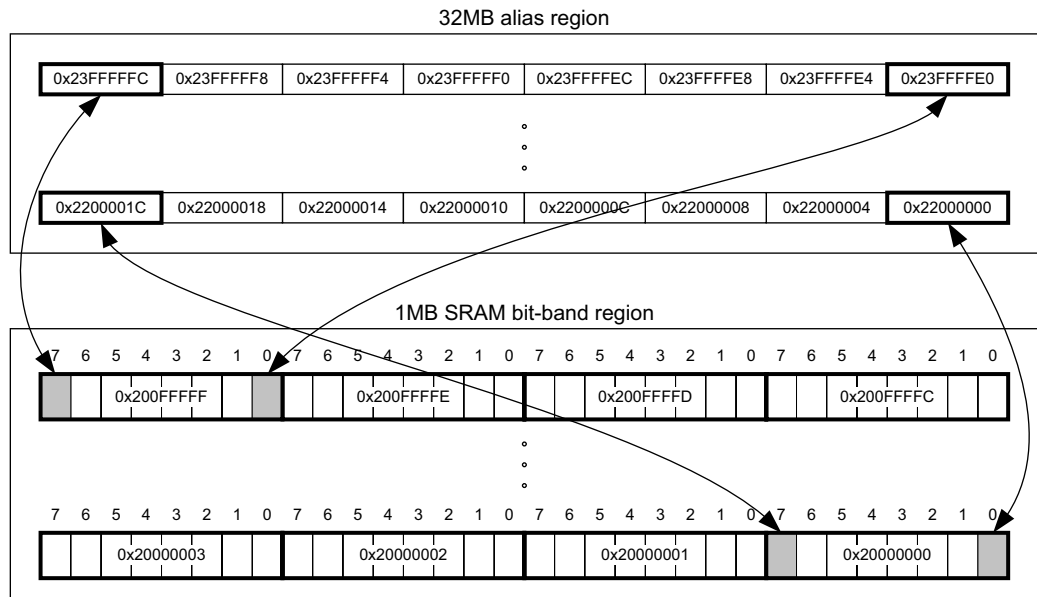 32MB alias region
0x23FFFFFC 0x23FFFFF8 0x23FFFFF4 0x23FFFFF0 0x23FFFFEC 0x23FFFFE8 0x23FFFFE4 0x23FFFFE0
0x2200001C 0x22000018 0x22000014 0x22000010 0x2200000C 0x22000008 0x22000004 0x22000000
1MB SRAM bit-band region
7 6 5 4 3 2 1 0 7 6 5 4 3 2 1 0 7 6 5 4 3 2 1 0 7 6 5 4 3 2 1 0
0x200FFFFF 0x200FFFFE 0x200FFFFD 0x200FFFFC
7 6 5 4 3 2 1 0 7 6 5 4 3 2 1 0 7 6 5 4 3 2 1 0 7 6 5 4 3 2 1 0
0x20000003 0x20000002 0x20000001 0x20000000